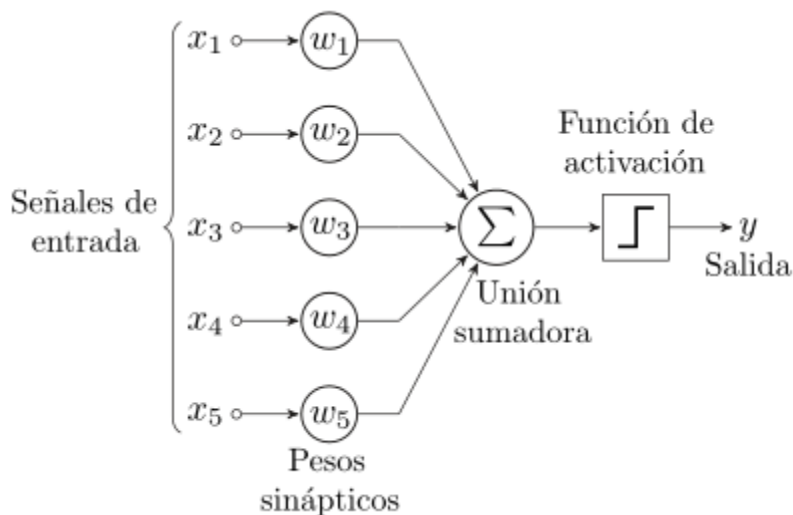 x₁
w₁
x₂
w₂
Función de
activación
Señales de
entrada
x₃
w₃
∑
y
Salida
x₄
w₄
Unión
sumadora
x₅
w₅
Pesos
sinápticos